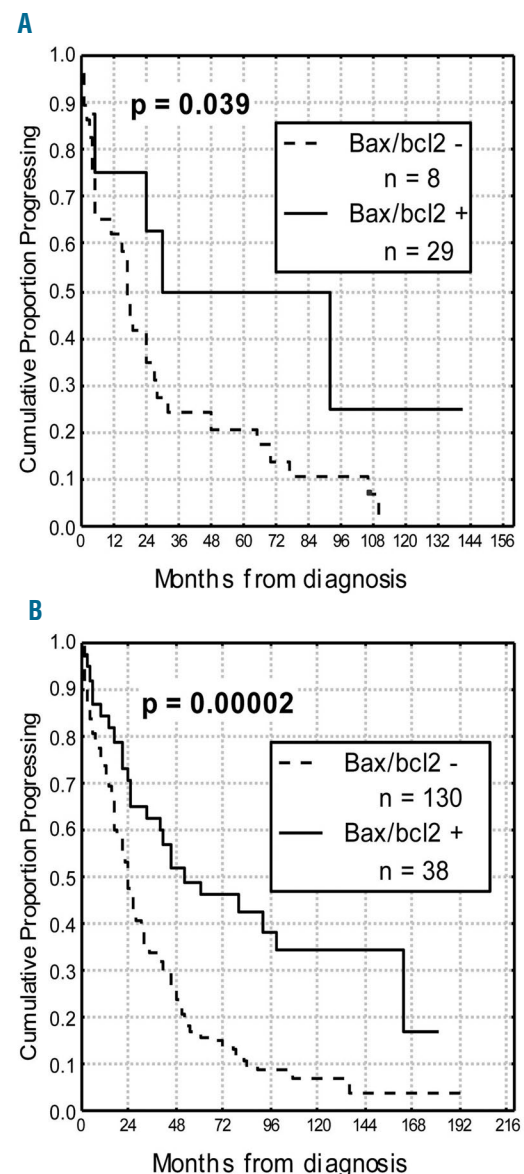 A
Cumulative Proportion Progressing
1.0
0.9
0.8
0.7
0.6
0.5
0.4
0.3
0.2
0.1
0.0
p = 0.039
Bax/bcl2 -
n = 8
Bax/bcl2 +
n = 29
0 12 24 36 48 60 72 84 96 108 120 132 144 156
Months from diagnosis
B
Cumulative Proportion Progressing
1.0
0.9
0.8
0.7
0.6
0.5
0.4
0.3
0.2
0.1
0.0
p = 0.00002
Bax/bcl2 -
n = 130
Bax/bcl2 +
n = 38
0 24 48 72 96 120 144 168 192 216
Months from diagnosis